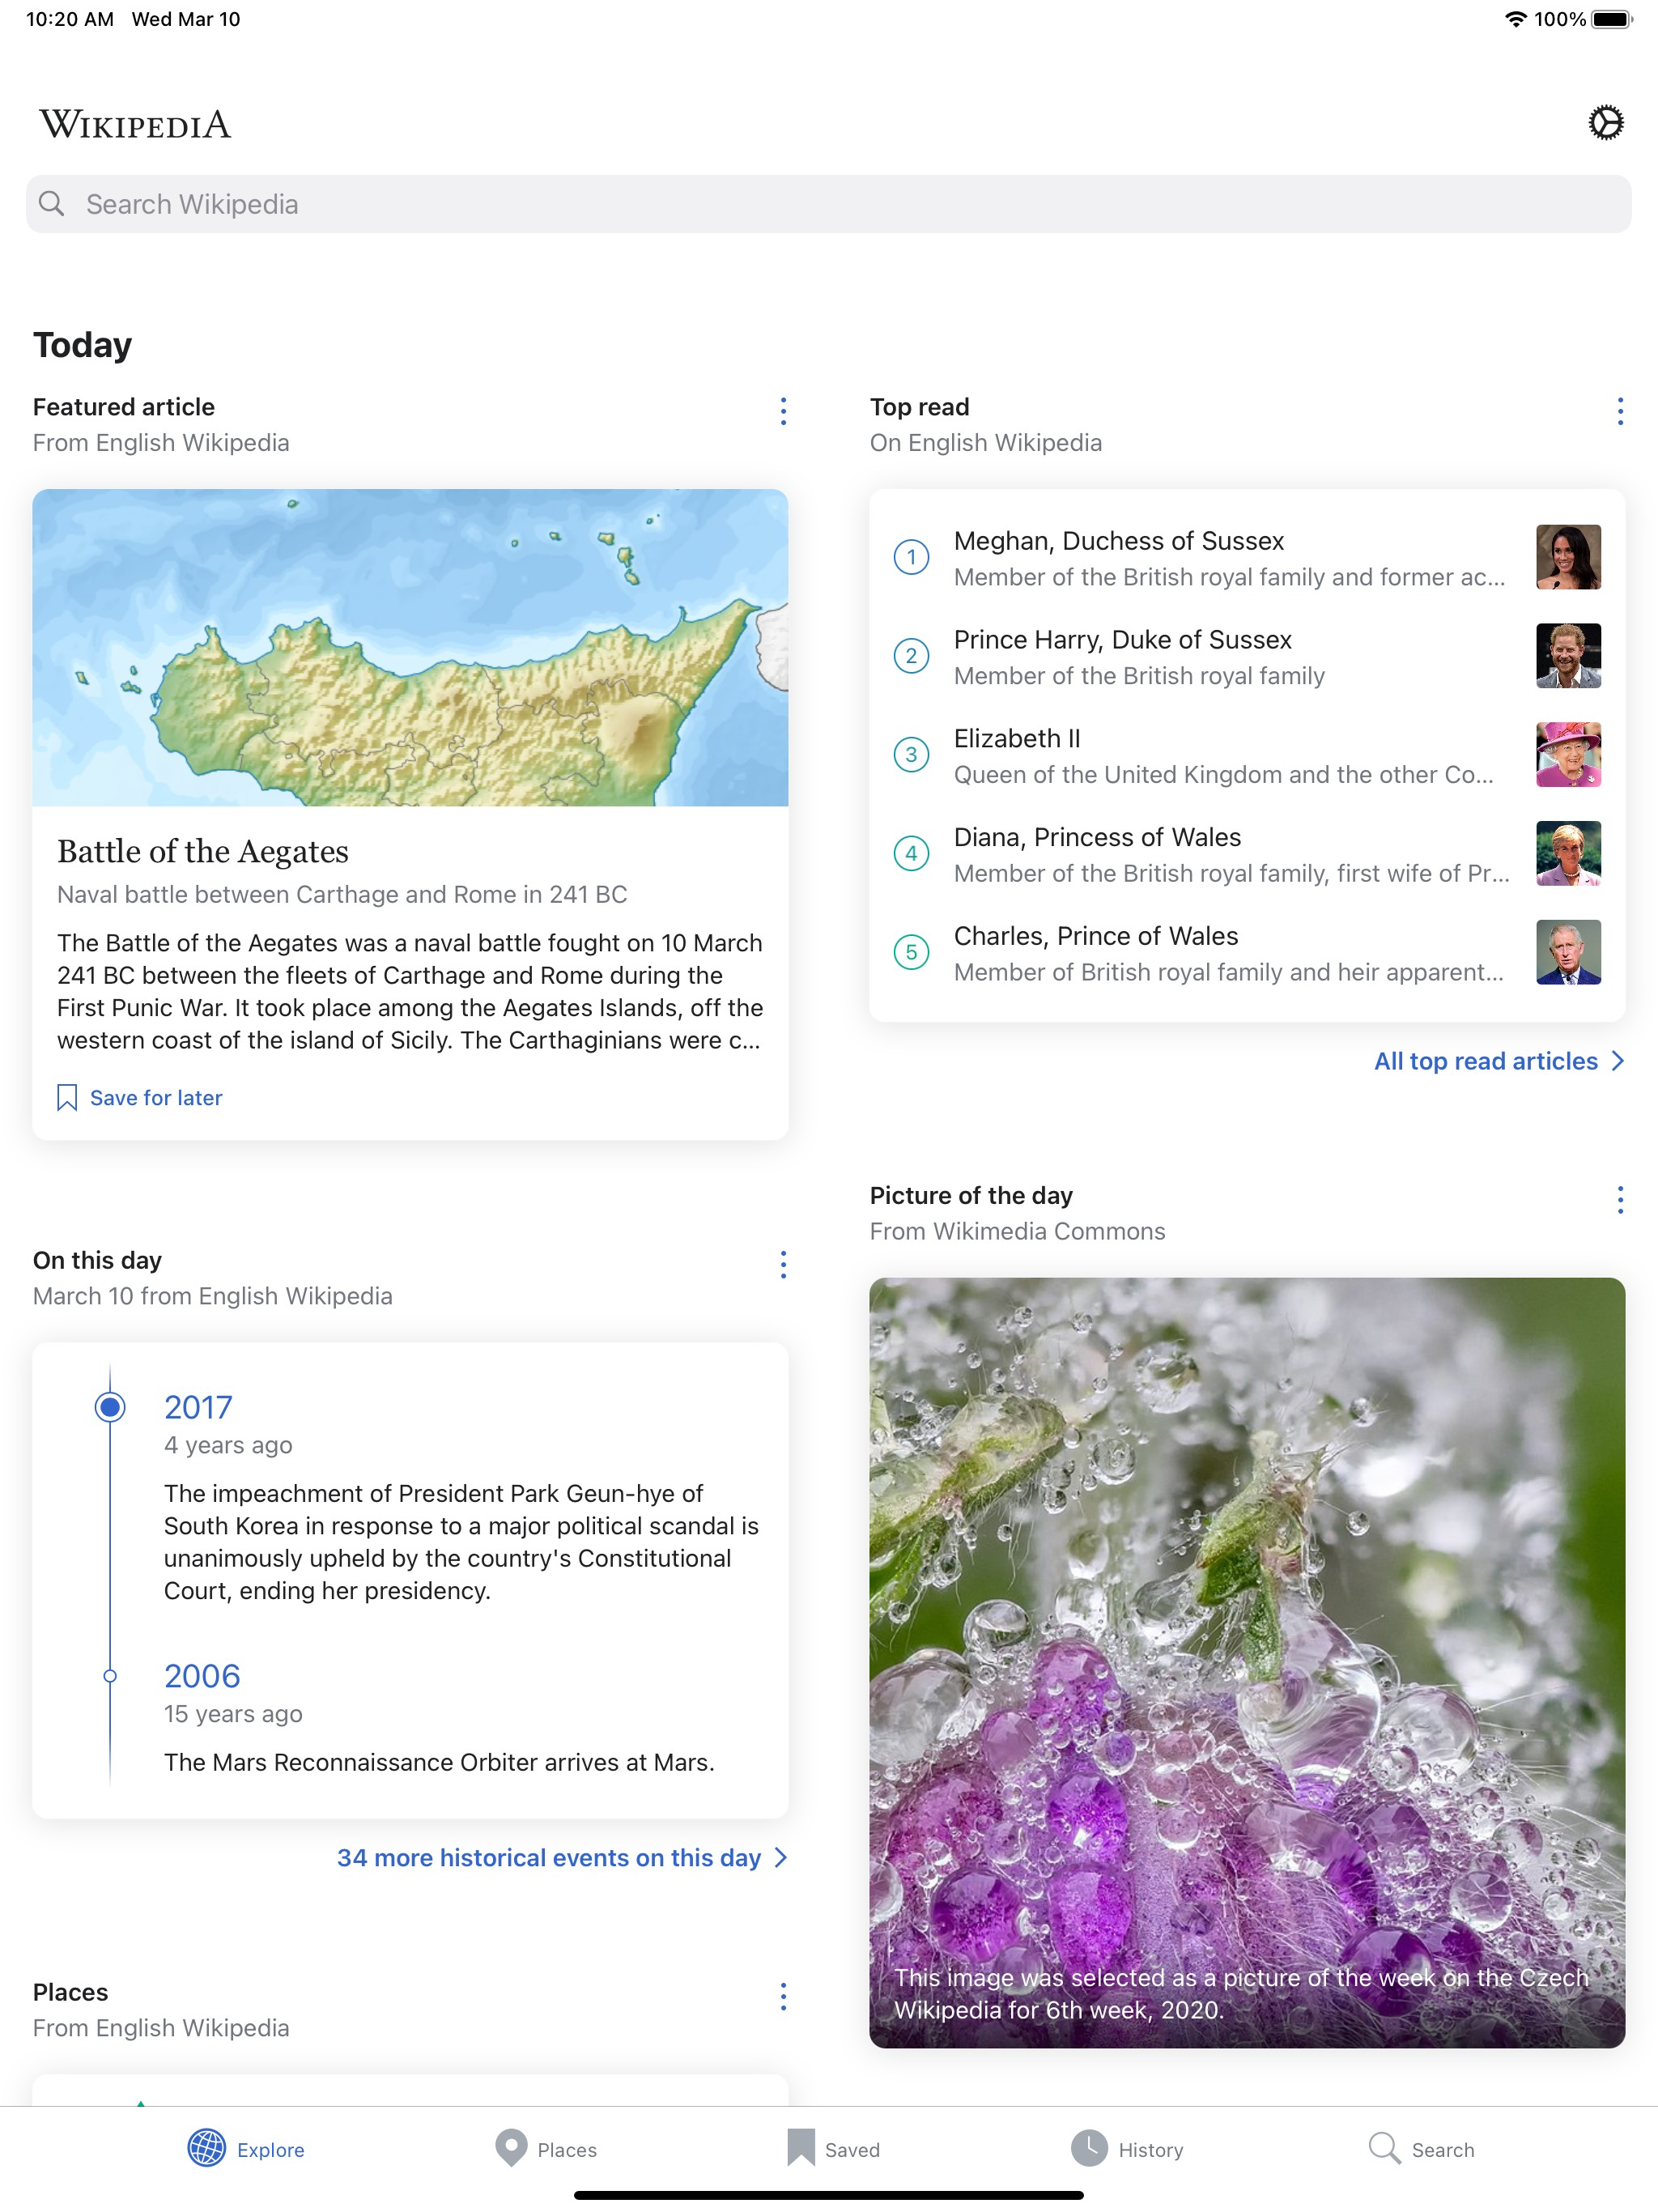 10:20 AM Wed Mar 10
100%
WIKIPEDIA
Search Wikipedia
Today
Featured article
From English Wikipedia
Battle of the Aegates
Naval battle between Carthage and Rome in 241 BC
The Battle of the Aegates was a naval battle fought on 10 March
241 BC between the fleets of Carthage and Rome during the
First Punic War. It took place among the Aegates Islands, off the
western coast of the island of Sicily. The Carthaginians were c...
Save for later
On this day
March 10 from English Wikipedia
2017
4 years ago
The impeachment of President Park Geun-hye of
South Korea in response to a major political scandal is
unanimously upheld by the country's Constitutional
Court, ending her presidency.
2006
15 years ago
The Mars Reconnaissance Orbiter arrives at Mars.
34 more historical events on this day
Places
From English Wikipedia
Top read
On English Wikipedia
1
Meghan, Duchess of Sussex
Member of the British royal family and former ac...
2
Prince Harry, Duke of Sussex
Member of the British royal family
3
Elizabeth II
Queen of the United Kingdom and the other Co...
4
Diana, Princess of Wales
Member of the British royal family, first wife of Pr...
5
Charles, Prince of Wales
Member of British royal family and heir apparent...
All top read articles
Picture of the day
From Wikimedia Commons
This image was selected as a picture of the week on the Czech
Wikipedia for 6th week, 2020.
Explore
Places
Saved
History
Search